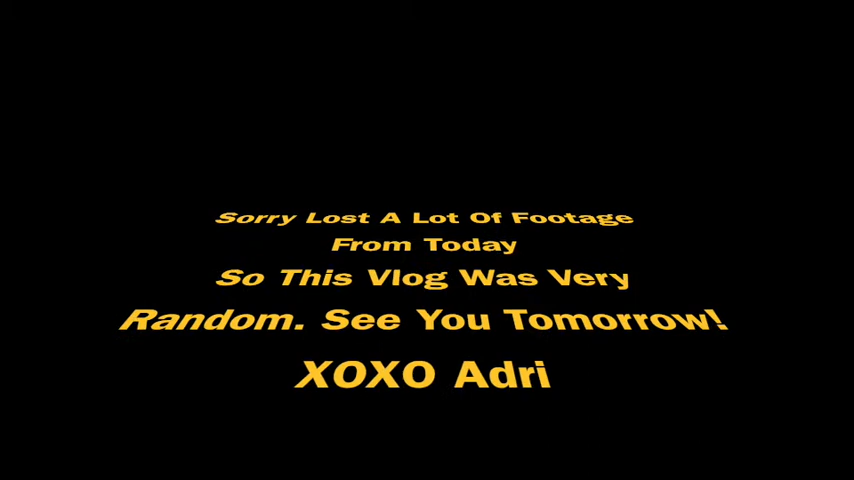 Sorry Lost A Lot Of Footage
From Today
So This Vlog Was Very
Random. See You Tomorrow!
XOXO Adri